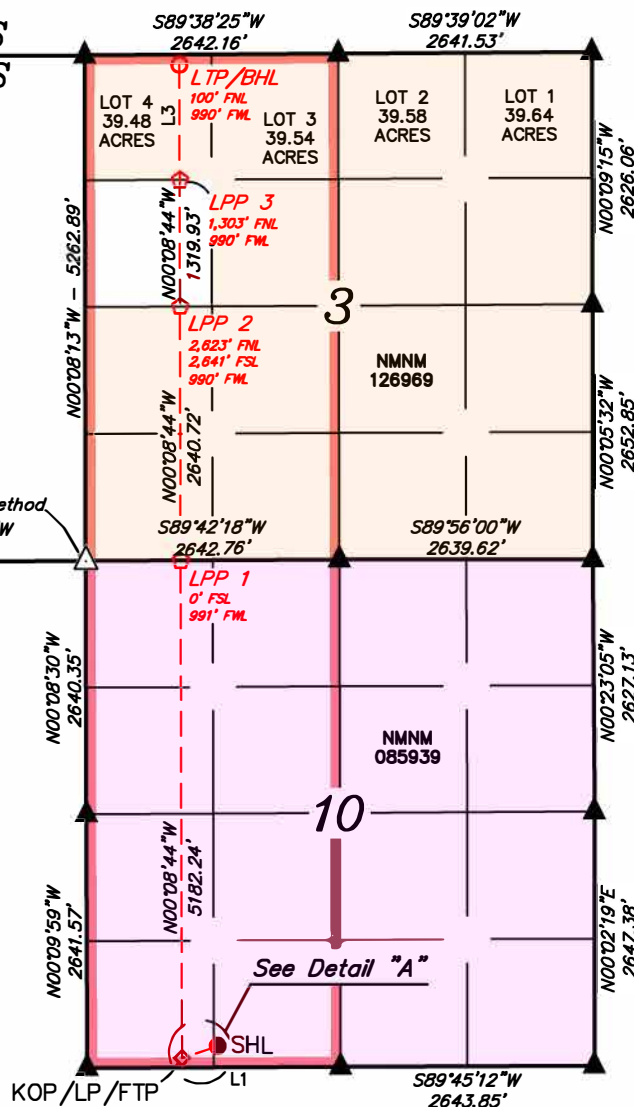 S89°38'25"W
2642.16'
S89°39'02"W
2641.53'
LTP/BHL
100' FNL
990' FWL
LOT 4
39.48
ACRES
L3
LOT 3
39.54
ACRES
LOT 2
39.58
ACRES
LOT 1
39.64
ACRES
N00°09'15"W
2626.06'
LPP 3
1,303' FNL
990' FWL
N00°08'44"W
1319.93'
N00°08'13"W - 5262.89'
3
LPP 2
2,623' FNL
2,641' FSL
990' FWL
NMNM
126969
N00°08'44"W
2640.72'
N00°05'32"W
2652.85'
ethod
W
S89°42'18"W
2642.76'
S89°56'00"W
2639.62'
LPP 1
0' FSL
991' FWL
N00°08'30"W
2640.35'
N00°23'05"W
2627.13'
NMNM
085939
10
N00°08'44"W
5182.24'
N00°09'59"W
2641.57'
N00°02'19"E
2647.38'
See Detail "A"
SHL
KOP/LP/FTP
L1
S89°45'12"W
2643.85'